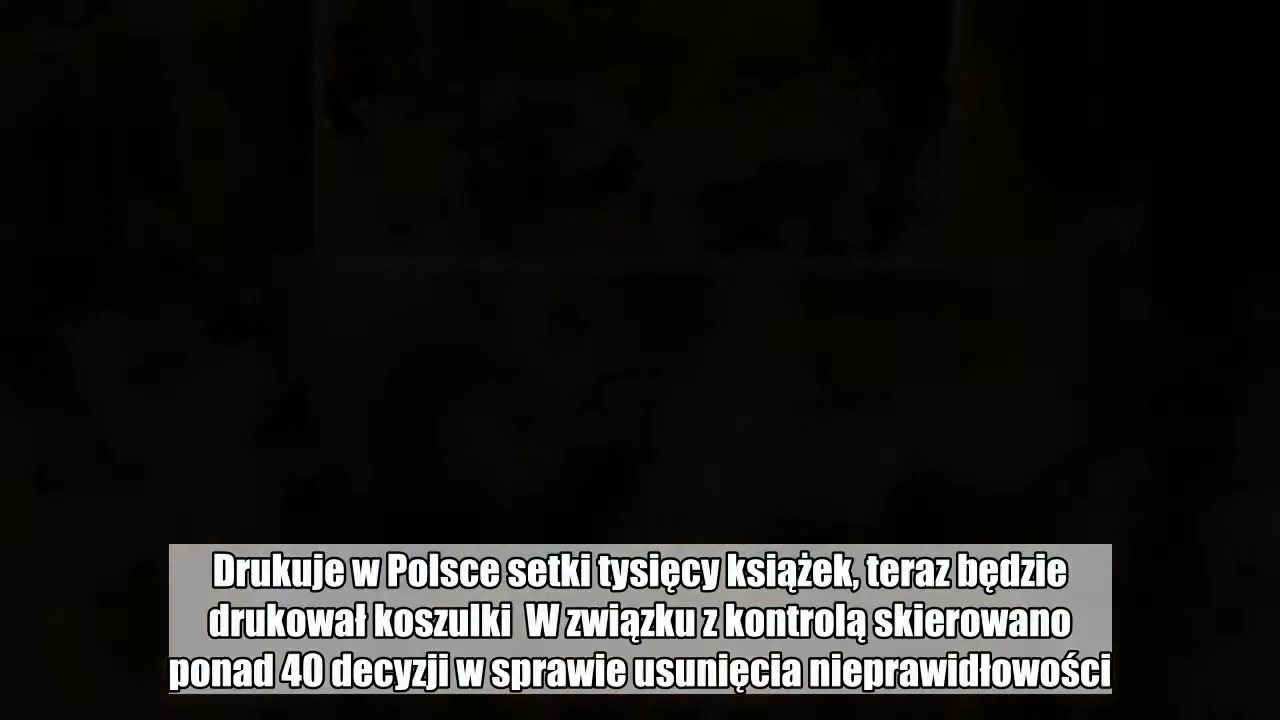 Drukuje w Polsce setki tysięcy książek, teraz będzie
drukował koszulki W związku z kontrolą skierowano
ponad 40 decyzji w sprawie usunięcia nieprawidłowości